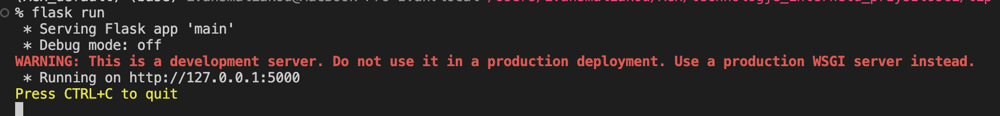 % flask run
* Serving Flask app 'main'
* Debug mode: off
WARNING: This is a development server. Do not use it in a production deployment. Use a production WSGI server instead.
* Running on http://127.0.0.1:5000
Press CTRL+C to quit